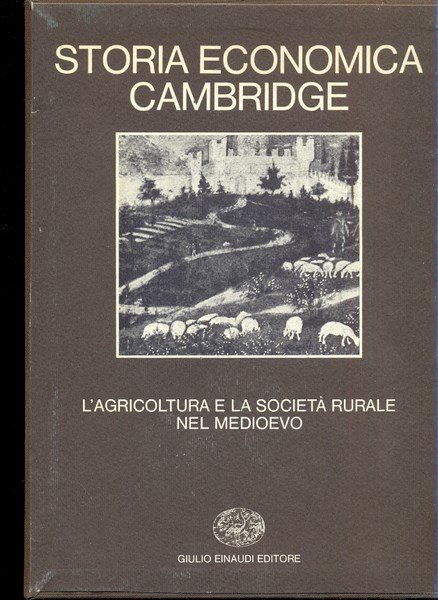 STORIA ECONOMICA
CAMBRIDGE
L'AGRICOLTURA E LA SOCIETÀ RURALE
NEL MEDIOEVO
GIULIO EINAUDI EDITORE